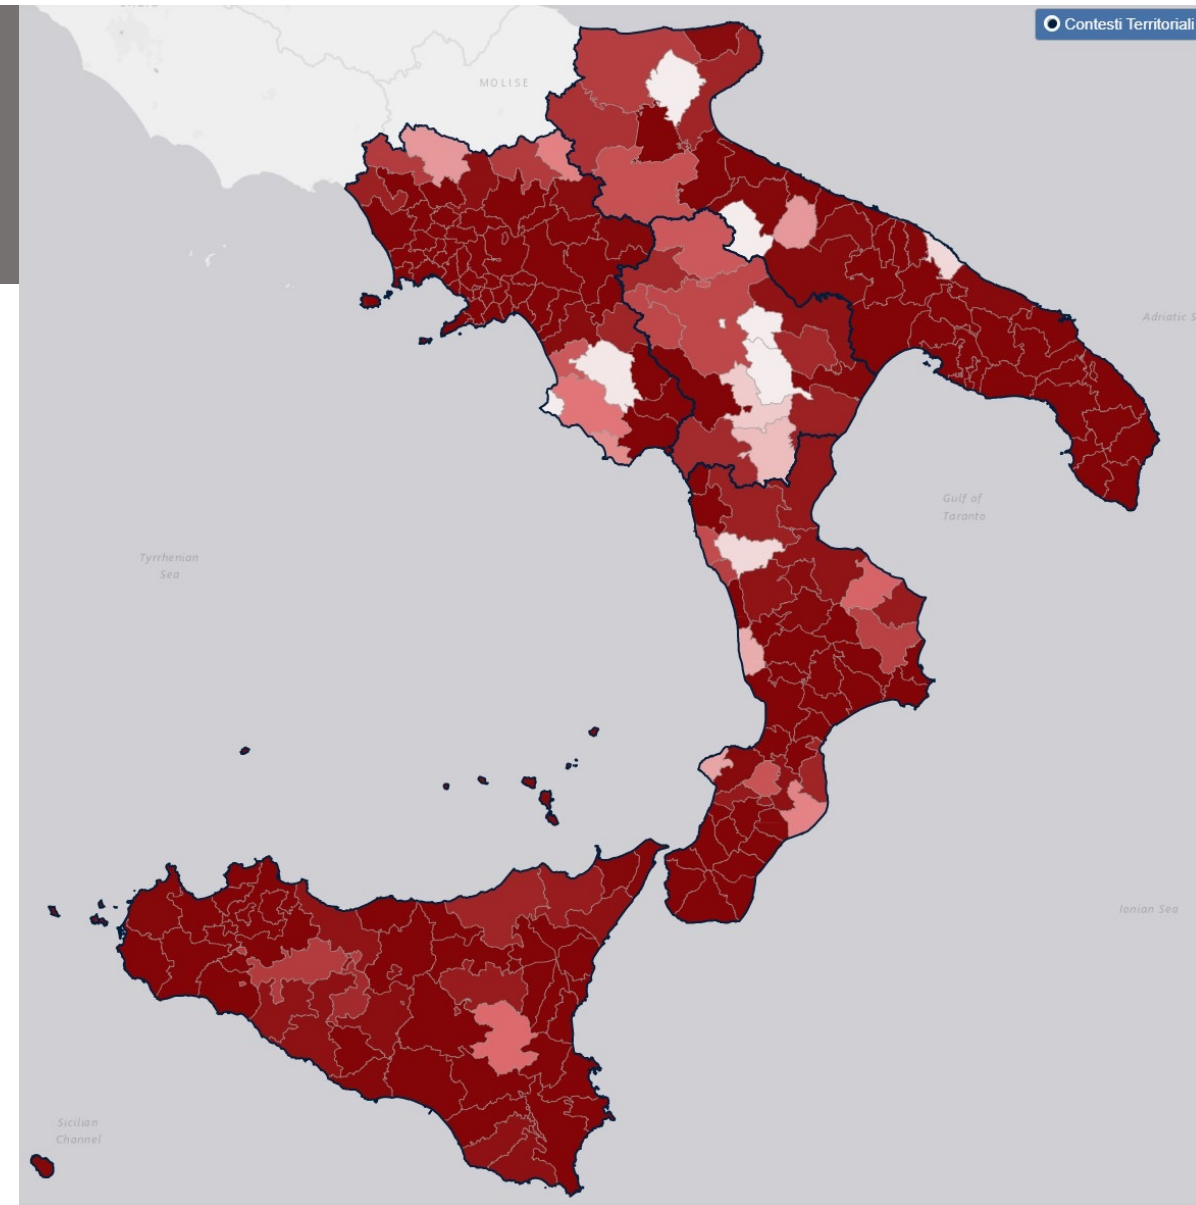 Contesti Territoriali
MOLISE
Adriatic S
Gulf of
Taranto
Tyrrhenian
Sea
Ionian Sea
Sicilian
Channel